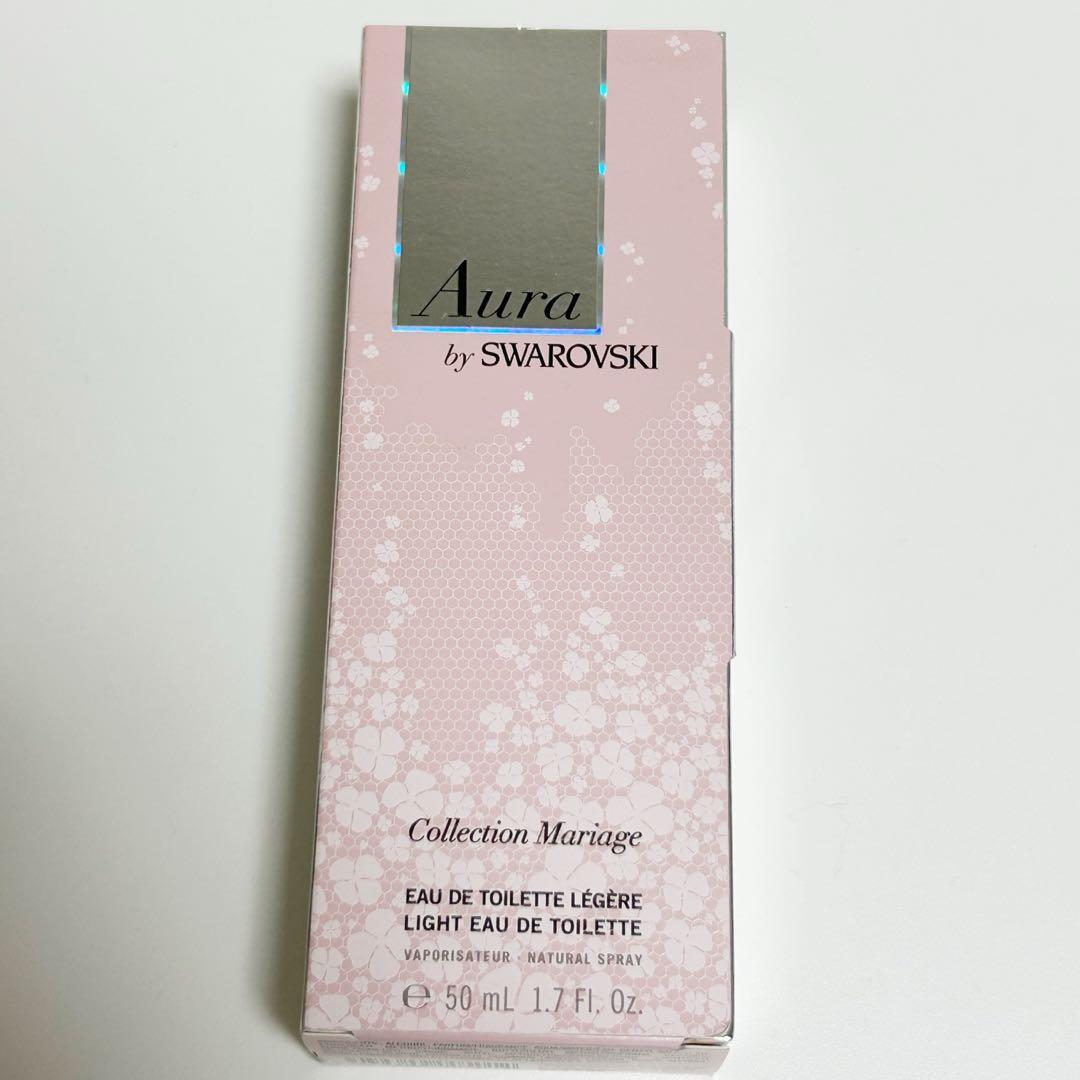 Aura
by SWAROVSKI
Collection Mariage
EAU DE TOILETTE LÉGÈRE
LIGHT EAU DE TOILETTE
VAPORISATEUR · NATURAL SPRAY
℮ 50 mL 1.7 Fl. Oz.